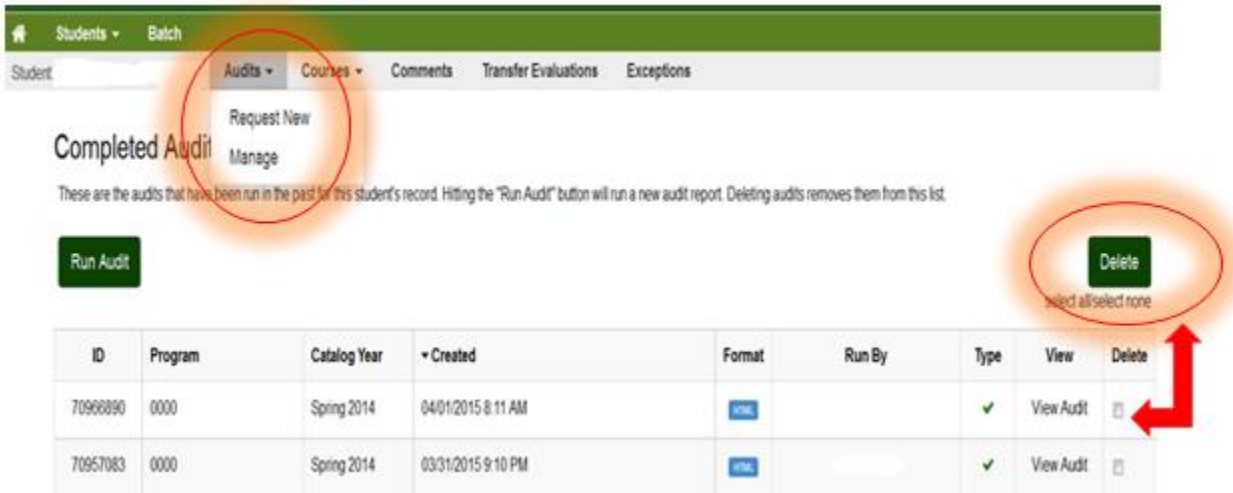 Students Batch
Student Audits Courses Comments Transfer Evaluations Exceptions
Request New
Manage
Completed Audit
These are the audits that have been run in the past for this student's record. Hitting the "Run Audit" button will run a new audit report. Deleting audits removes them from this list.
Run Audit
Delete
select all/select none
ID Program Catalog Year Created Format Run By Type View Delete
70966890 0000 Spring 2014 04/01/2015 8:11 AM HTML View Audit
70957083 0000 Spring 2014 03/31/2015 9:10 PM HTML View Audit